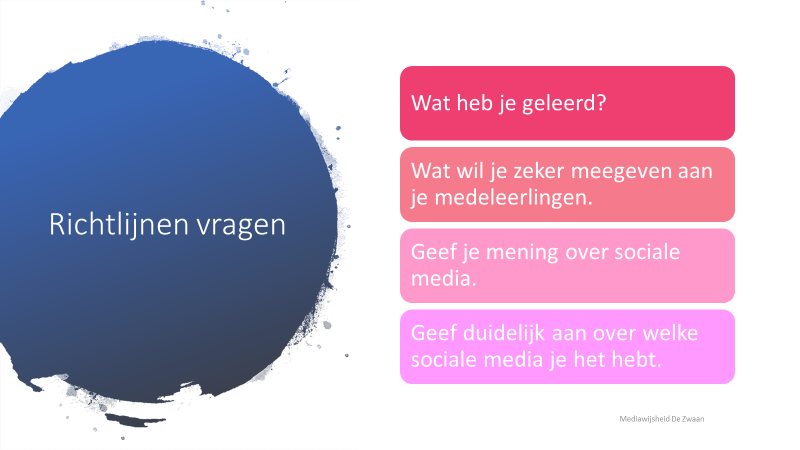 Richtlijnen vragen
Wat heb je geleerd?
Wat wil je zeker meegeven aan
je medeleerlingen.
Geef je mening over sociale
media.
Geef duidelijk aan over welke
sociale media je het hebt.
Mediawijsheid De Zwaan